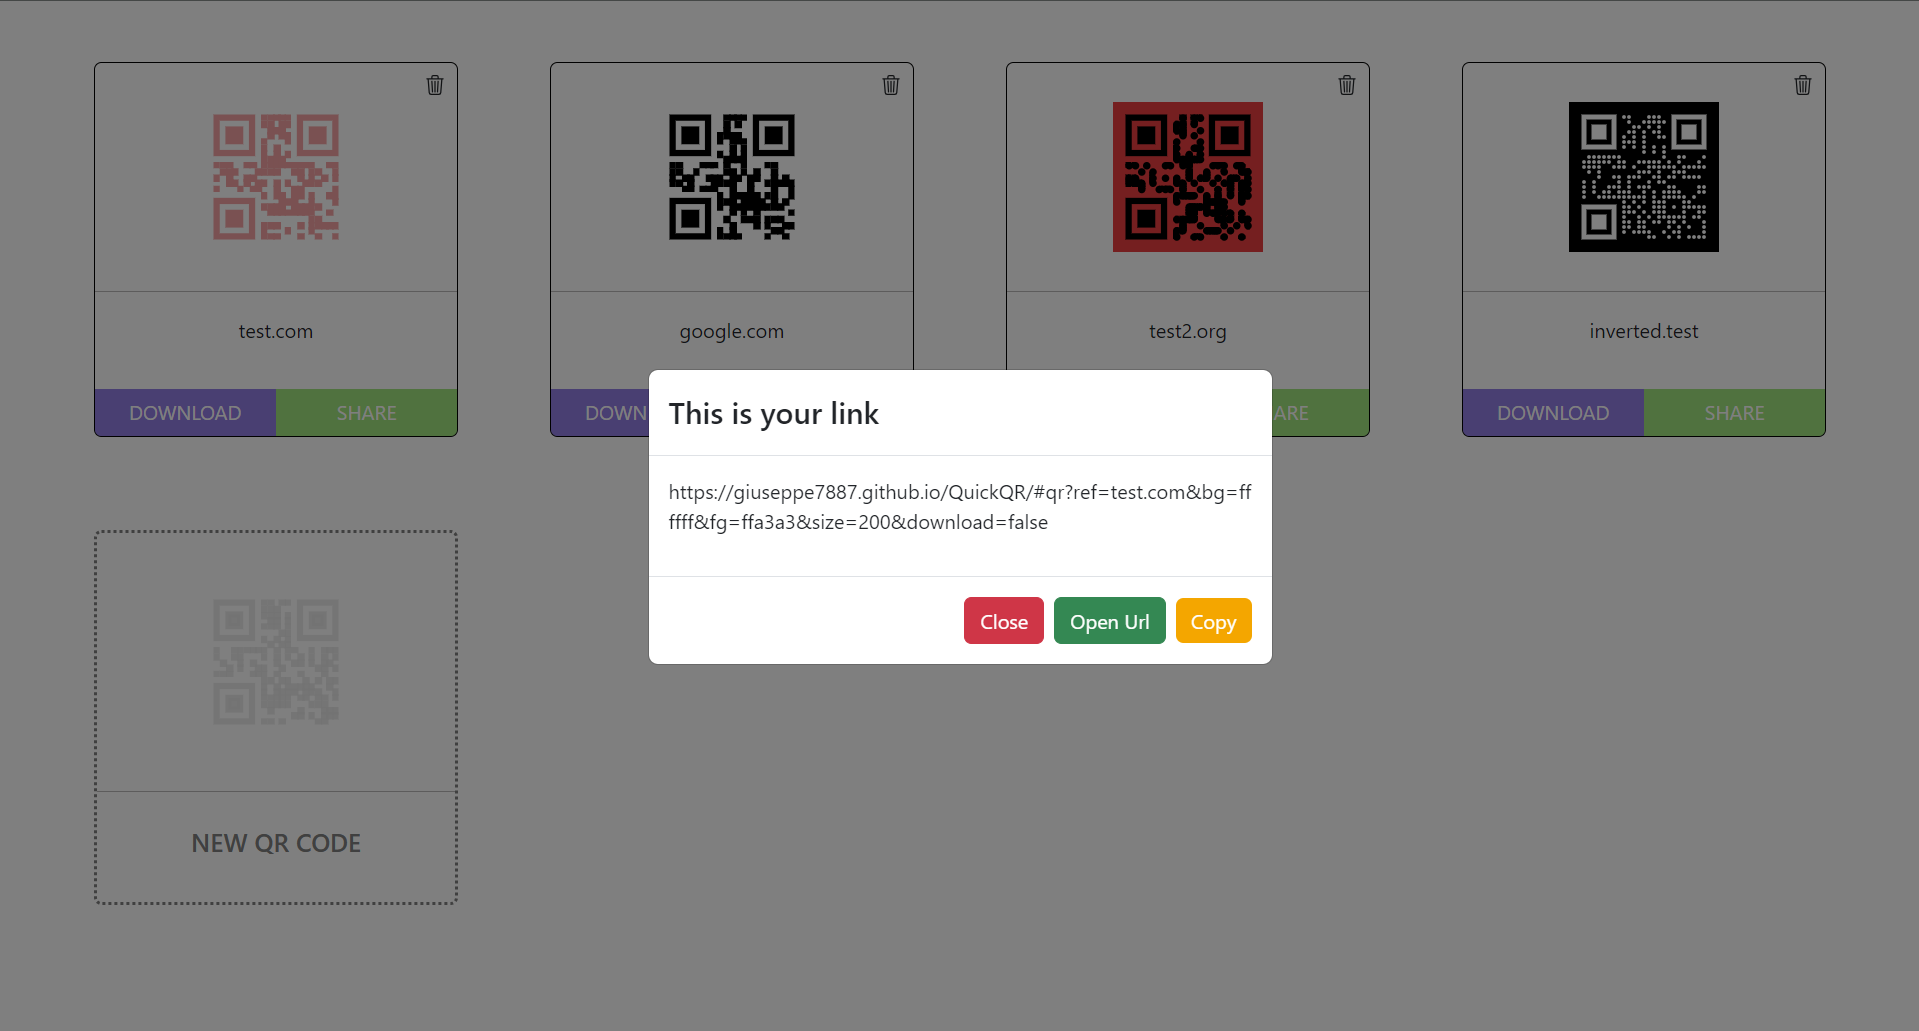 test.com
google.com
test2.org
inverted.test
DOWNLOAD
SHARE
DOWN
ARE
DOWNLOAD
SHARE
This is your link
https://giuseppe7887.github.io/QuickQR/#qr?ref=test.com&bg=ff
ffff&fg=ffa3a3&size=200&download=false
Close
Open Url
Copy
NEW QR CODE